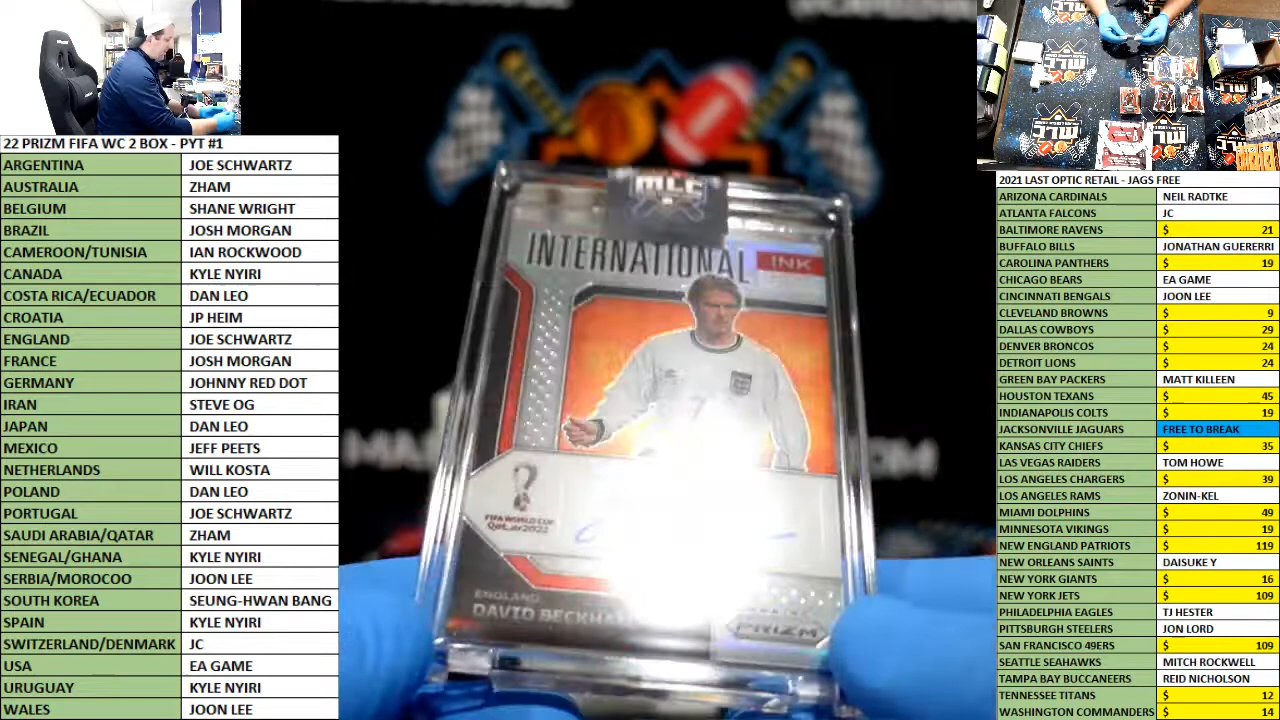 22 PRIZM FIFA WC 2 BOX - PYT #1
ARGENTINA JOE SCHWARTZ
AUSTRALIA ZHAM
BELGIUM SHANE WRIGHT
BRAZIL JOSH MORGAN
CAMEROON/TUNISIA IAN ROCKWOOD
CANADA KYLE NYIRI
COSTA RICA/ECUADOR DAN LEO
CROATIA JP HEIM
ENGLAND JOE SCHWARTZ
FRANCE JOSH MORGAN
GERMANY JOHNNY RED DOT
IRAN STEVE OG
JAPAN DAN LEO
MEXICO JEFF PEETS
NETHERLANDS WILL KOSTA
POLAND DAN LEO
PORTUGAL JOE SCHWARTZ
SAUDI ARABIA/QATAR ZHAM
SENEGAL/GHANA KYLE NYIRI
SERBIA/MOROCOO JOON LEE
SOUTH KOREA SEUNG-HWAN BANG
SPAIN KYLE NYIRI
SWITZERLAND/DENMARK JC
USA EA GAME
URUGUAY KYLE NYIRI
WALES JOON LEE
MLC
INTERNATIONAL INK
7
FIFA WORLD CUP
Qatar2022
ENGLAND
DAVID
PRIZM
MLC
2021 LAST OPTIC RETAIL - JAGS FREE
ARIZONA CARDINALS NEIL RADTKE
ATLANTA FALCONS JC
BALTIMORE RAVENS $ 21
BUFFALO BILLS JONATHAN GUERERRI
CAROLINA PANTHERS $ 19
CHICAGO BEARS EA GAME
CINCINNATI BENGALS JOON LEE
CLEVELAND BROWNS $ 9
DALLAS COWBOYS $ 29
DENVER BRONCOS $ 24
DETROIT LIONS $ 24
GREEN BAY PACKERS MATT KILLEEN
HOUSTON TEXANS $ 45
INDIANAPOLIS COLTS $ 19
JACKSONVILLE JAGUARS FREE TO BREAK
KANSAS CITY CHIEFS $ 35
LAS VEGAS RAIDERS TOM HOWE
LOS ANGELES CHARGERS $ 39
LOS ANGELES RAMS ZONIN-KEL
MIAMI DOLPHINS $ 49
MINNESOTA VIKINGS $ 19
NEW ENGLAND PATRIOTS $ 119
NEW ORLEANS SAINTS DAISUKE Y
NEW YORK GIANTS $ 16
NEW YORK JETS $ 109
PHILADELPHIA EAGLES TJ HESTER
PITTSBURGH STEELERS JON LORD
SAN FRANCISCO 49ERS $ 109
SEATTLE SEAHAWKS MITCH ROCKWELL
TAMPA BAY BUCCANEERS REID NICHOLSON
TENNESSEE TITANS $ 12
WASHINGTON COMMANDERS $ 14